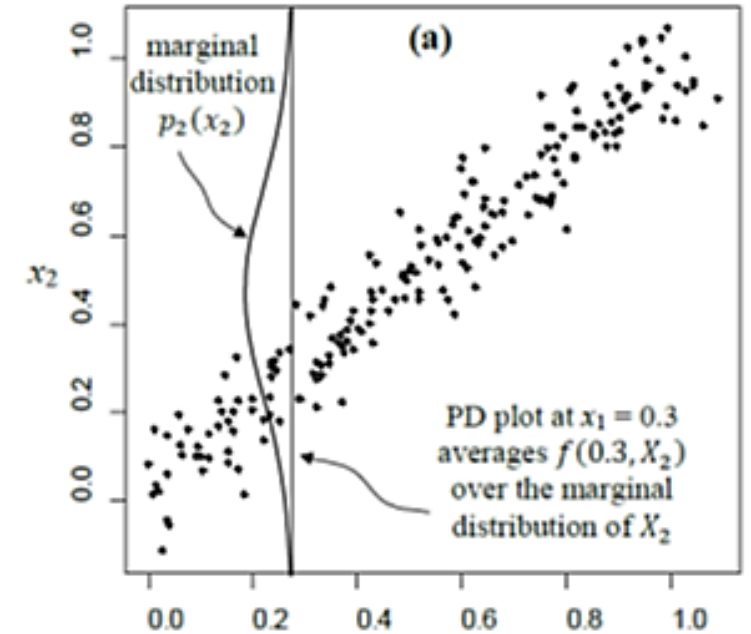 (a)
marginal
distribution
p₂(x₂)
1.0
0.8
0.6
0.4
0.2
0.0
x₂
PD plot at x₁ = 0.3
averages f(0.3, X₂)
over the marginal
distribution of X₂
0.0 0.2 0.4 0.6 0.8 1.0